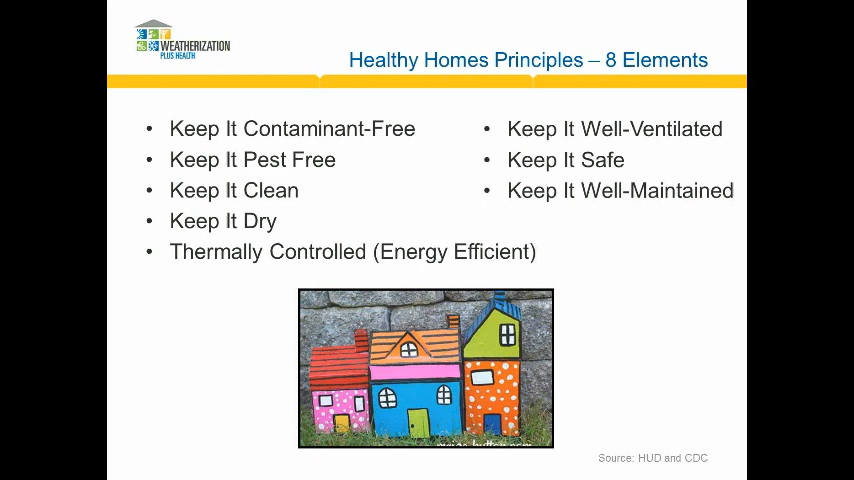 WEATHERIZATION
PLUS HEALTH
Healthy Homes Principles – 8 Elements
• Keep It Contaminant-Free
• Keep It Pest Free
• Keep It Clean
• Keep It Dry
• Thermally Controlled (Energy Efficient)
• Keep It Well-Ventilated
• Keep It Safe
• Keep It Well-Maintained
Source: HUD and CDC